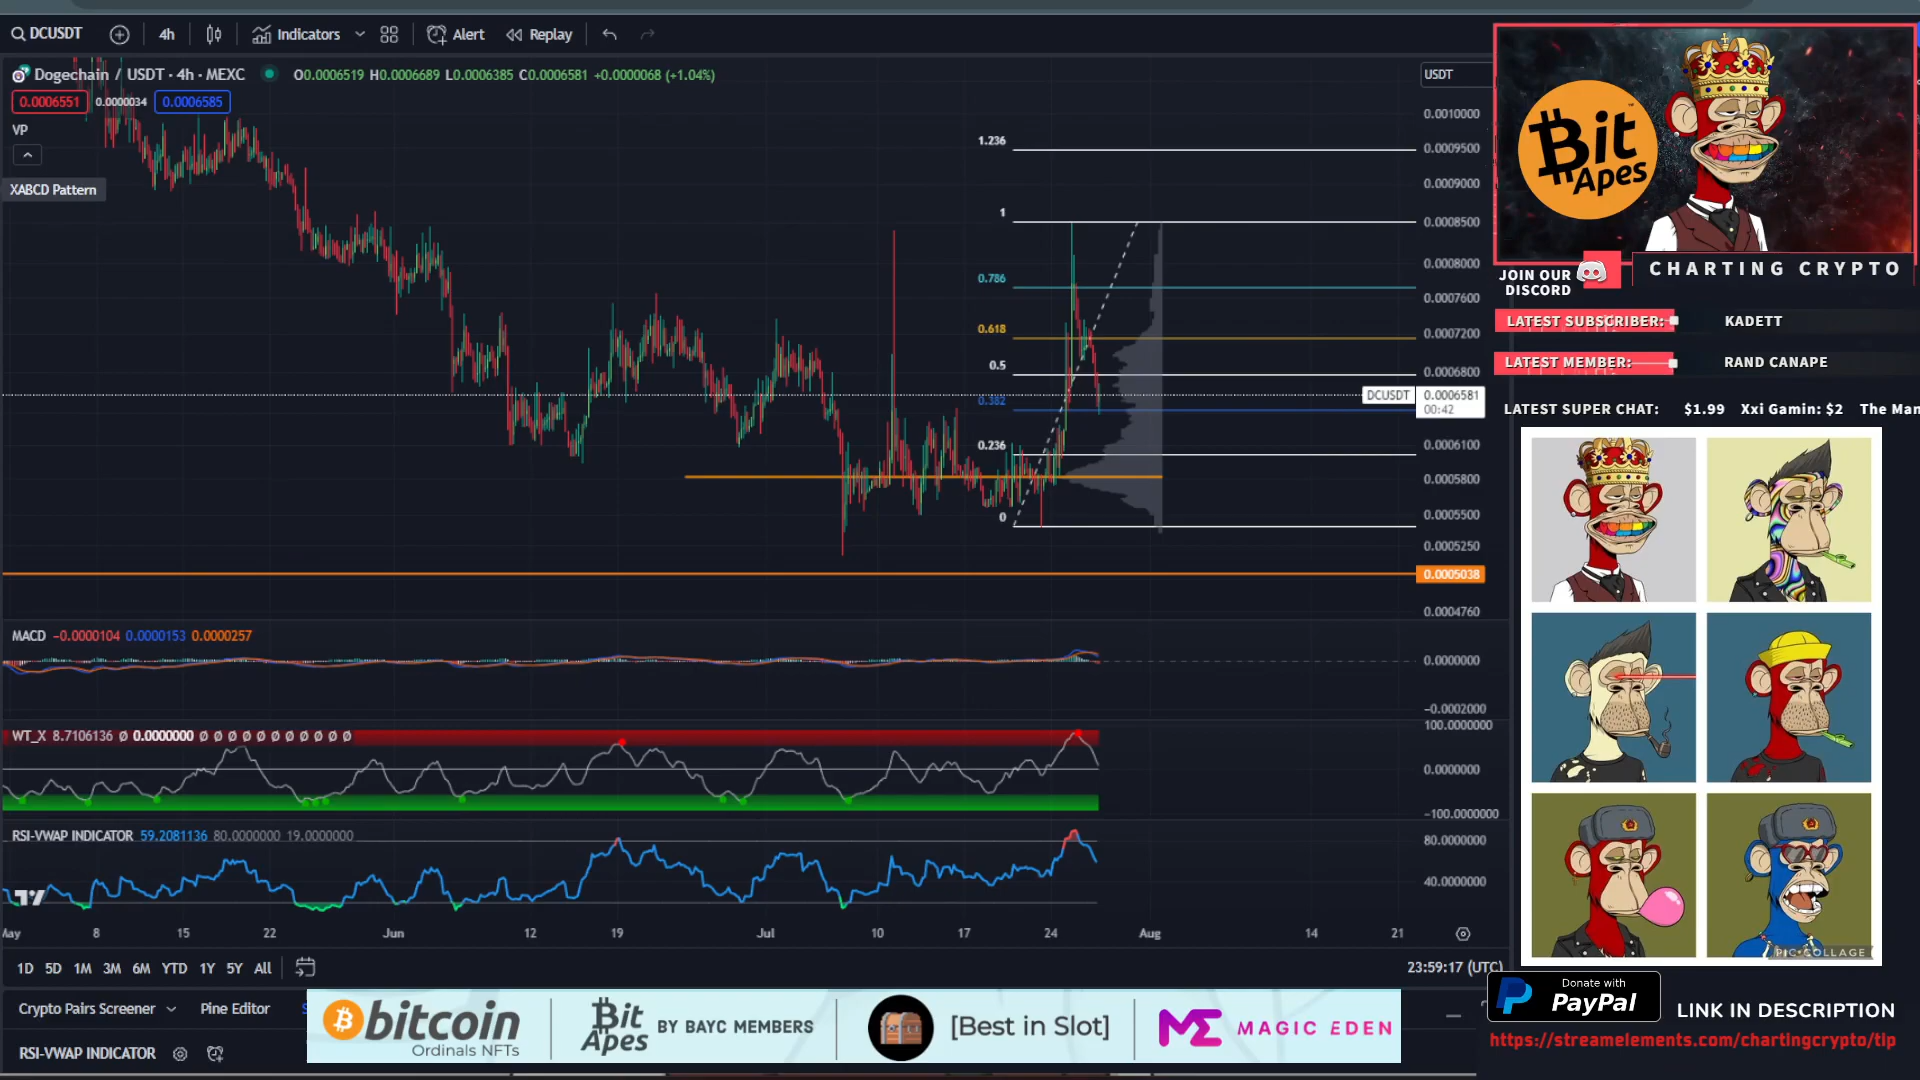 DCUSDT
4h
Indicators
Alert
Replay
Dogechain / USDT · 4h · MEXC
O0.0006519 H0.0006689 L0.0006385 C0.0006581 +0.0000068 (+1.04%)
0.0006551
0.0000034
0.0006585
VP
XABCD Pattern
USDT
0.0010000
0.0009500
0.0009000
0.0008500
0.0008000
0.0007600
0.0007200
0.0006800
DCUSDT
0.0006581
00:42
0.0006100
0.0005800
0.0005500
0.0005250
0.0005038
0.0004760
1.236
1
0.786
0.618
0.5
0.382
0.236
0
MACD −0.0000104 0.0000153 0.0000257
0.0000000
−0.0002000
WT_X 8.7106136 Ø 0.0000000 Ø Ø Ø Ø Ø Ø Ø Ø Ø Ø Ø
100.0000000
0.0000000
−100.0000000
RSI-VWAP INDICATOR 59.2081136 80.0000000 19.0000000
80.0000000
40.0000000
May 8 15 22 Jun 12 19 Jul 10 17 24 Aug 14 21
1D 5D 1M 3M 6M YTD 1Y 5Y All
23:59:17 (UTC)
Crypto Pairs Screener
Pine Editor
RSI-VWAP INDICATOR
bitcoin
Ordinals NFTs
Bit
Apes
BY BAYC MEMBERS
[Best in Slot]
MAGIC EDEN
Bit
Apes
™
JOIN OUR
DISCORD
CHARTING CRYPTO
LATEST SUBSCRIBER:
KADETT
LATEST MEMBER:
RAND CANAPE
LATEST SUPER CHAT: $1.99 Xxi Gamin: $2 The Man
PIC•COLLAGE
Donate with
PayPal
LINK IN DESCRIPTION
https://streamelements.com/chartingcrypto/tip